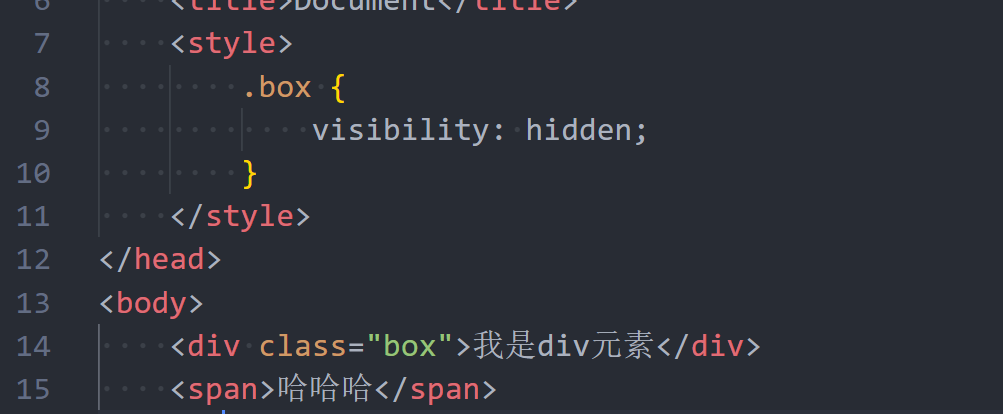 6 <title>Document</title>
7 <style>
8 .box {
9 visibility: hidden;
10 }
11 </style>
12 </head>
13 <body>
14 <div class="box">我是div元素</div>
15 <span>哈哈哈</span>